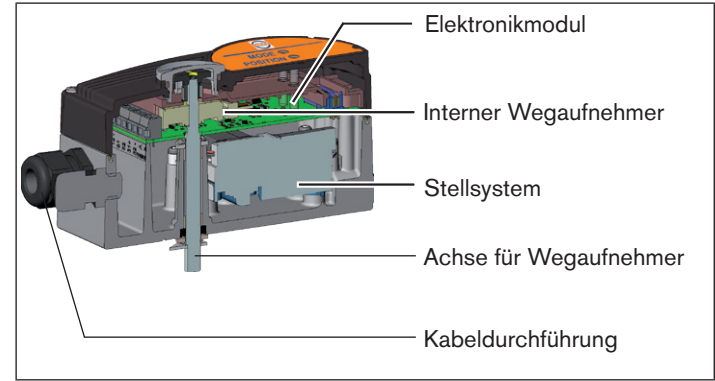 Elektronikmodul
MODE
POSITION
Interner Wegaufnehmer
Stellsystem
Achse für Wegaufnehmer
Kabeldurchführung